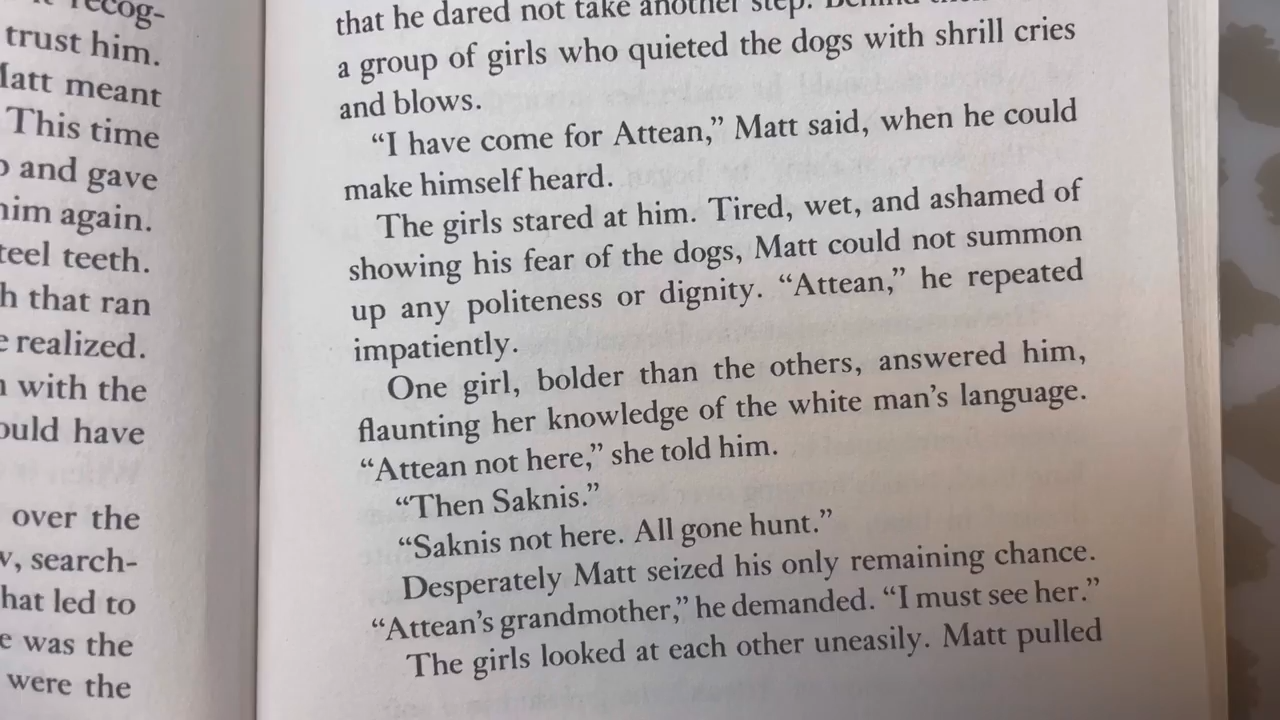 trust him.
Matt meant
This time
and gave
him again.
steel teeth.
that ran
realized.
with the
have
over the
search-
that led to
was the
were the
that he dared not take another step. Behind
a group of girls who quieted the dogs with shrill cries
and blows.
“I have come for Attean,” Matt said, when he could
make himself heard.
The girls stared at him. Tired, wet, and ashamed of
showing his fear of the dogs, Matt could not summon
up any politeness or dignity. “Attean,” he repeated
impatiently.
One girl, bolder than the others, answered him,
flaunting her knowledge of the white man’s language.
“Attean not here,” she told him.
“Then Saknis.”
“Saknis not here. All gone hunt.”
Desperately Matt seized his only remaining chance.
“Attean’s grandmother,” he demanded. “I must see her.”
The girls looked at each other uneasily. Matt pulled